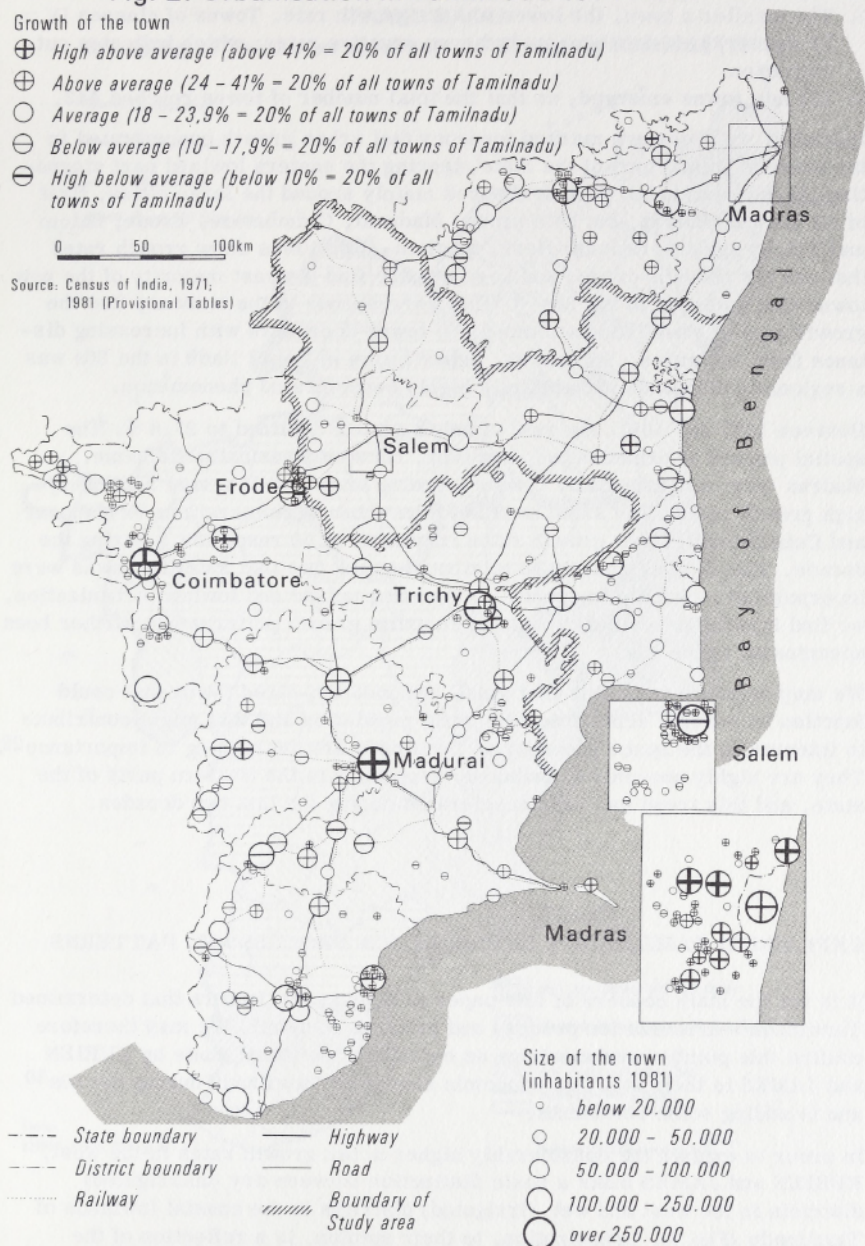 Growth of the town
High above average (above 41% = 20% of all towns of Tamilnadu)
Above average (24 – 41% = 20% of all towns of Tamilnadu)
Average (18 – 23,9% = 20% of all towns of Tamilnadu)
Below average (10 – 17,9% = 20% of all towns of Tamilnadu)
High below average (below 10% = 20% of all
towns of Tamilnadu)
0 50 100km
Source: Census of India, 1971;
1981 (Provisional Tables)
Madras
Bay of Bengal
Salem
Erode
Coimbatore
Trichy
Madurai
Salem
Madras
Size of the town
(inhabitants 1981)
below 20.000
20.000 – 50.000
50.000 – 100.000
100.000 – 250.000
over 250.000
State boundary
District boundary
Railway
Highway
Road
Boundary of
Study area